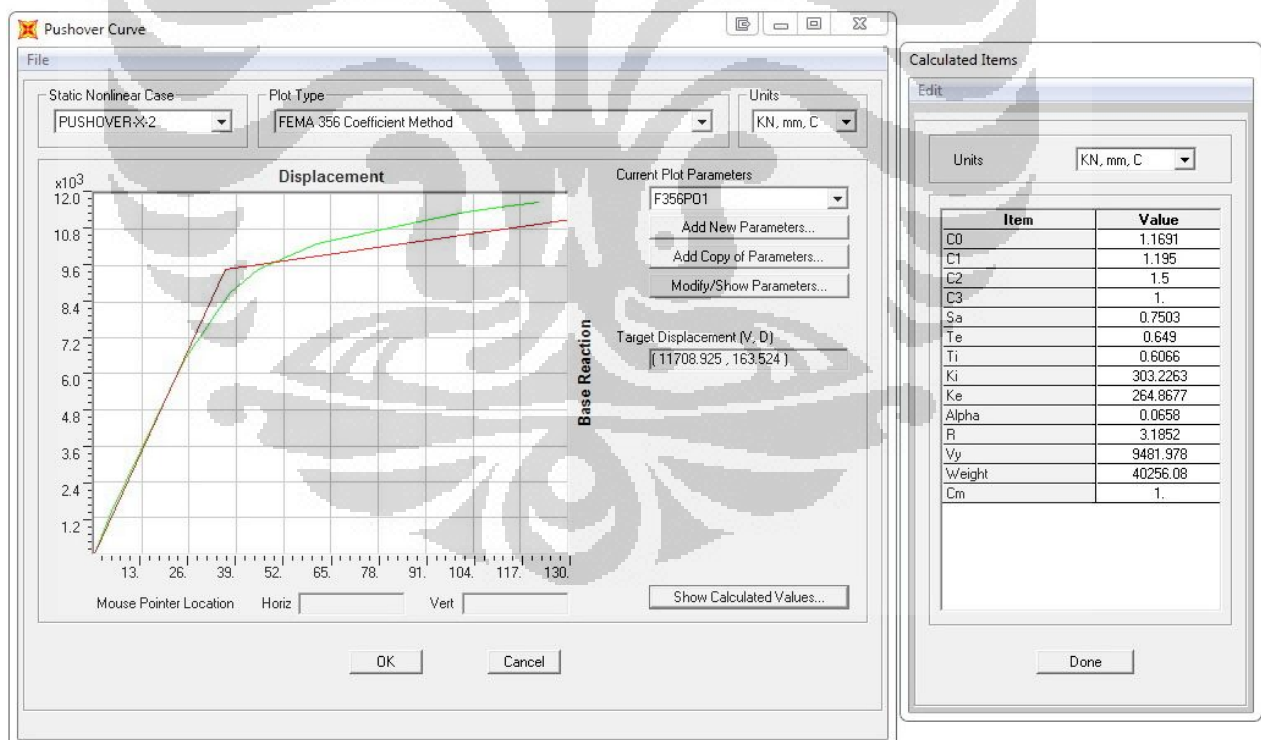 Pushover Curve
File
Static Nonlinear Case
PUSHOVER-X-2
Plot Type
FEMA 356 Coefficient Method
Units
KN, mm, C
Displacement
x10³
12.0
10.8
9.6
8.4
7.2
6.0
4.8
3.6
2.4
1.2
13. 26. 39. 52. 65. 78. 91. 104. 117. 130.
Base Reaction
Mouse Pointer Location Horiz Vert
Current Plot Parameters
F356PO1
Add New Parameters...
Add Copy of Parameters...
Modify/Show Parameters...
Target Displacement (V, D)
( 11708.925 , 163.524 )
Show Calculated Values...
OK Cancel
Calculated Items
Edit
Units KN, mm, C
Item Value
C0 1.1691
C1 1.195
C2 1.5
C3 1.
Sa 0.7503
Te 0.649
Ti 0.6066
Ki 303.2263
Ke 264.8677
Alpha 0.0658
R 3.1852
Vy 9481.978
Weight 40256.08
Cm 1.
Done